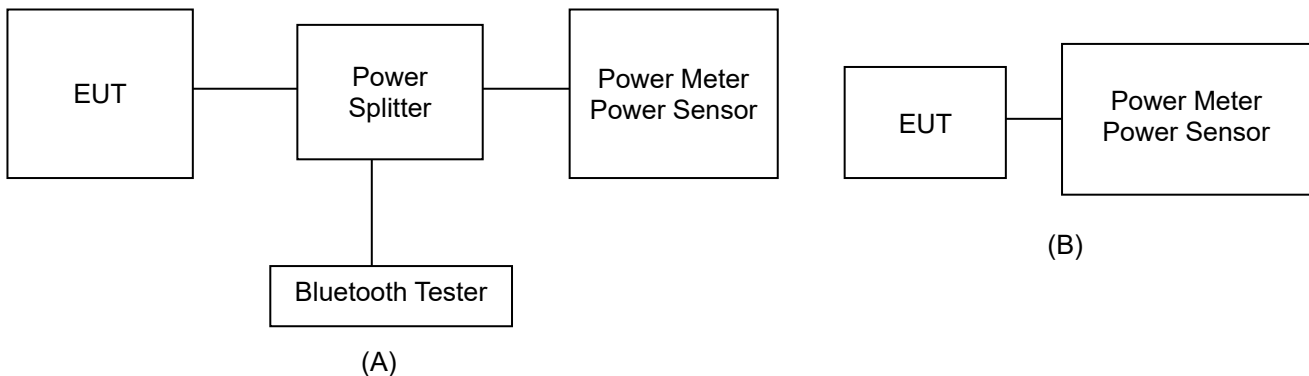 EUT
Power
Splitter
Power Meter
Power Sensor
Bluetooth Tester
(A)
EUT
Power Meter
Power Sensor
(B)